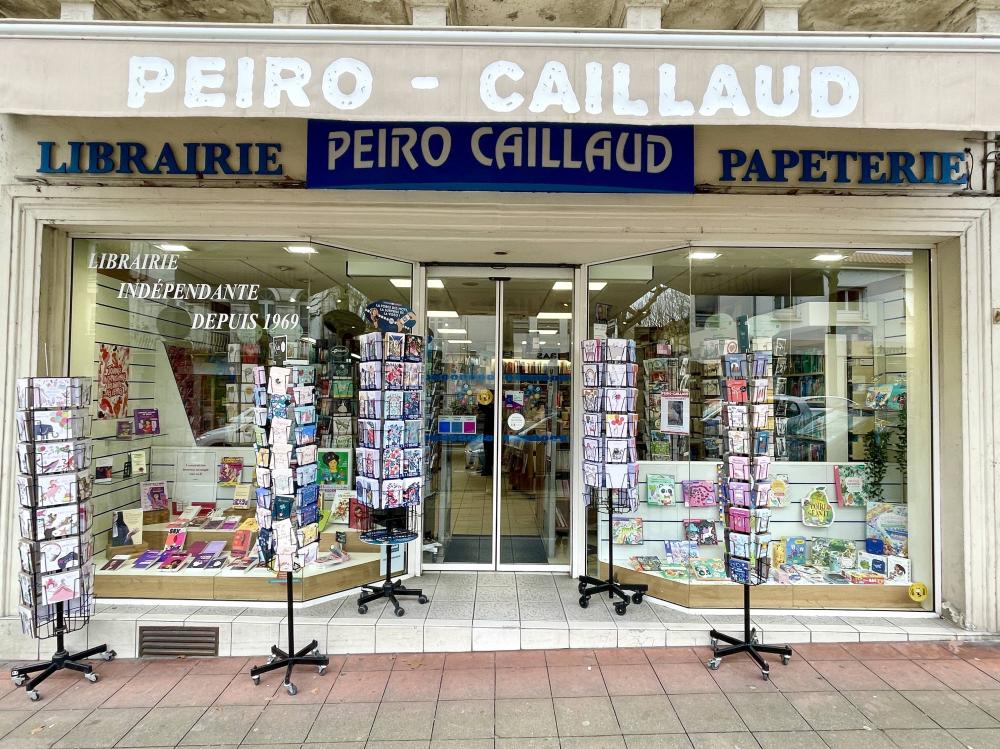 PEIRO - CAILLAUD
LIBRAIRIE
PEIRO CAILLAUD
PAPETERIE
LIBRAIRIE
INDÉPENDANTE
DEPUIS 1969